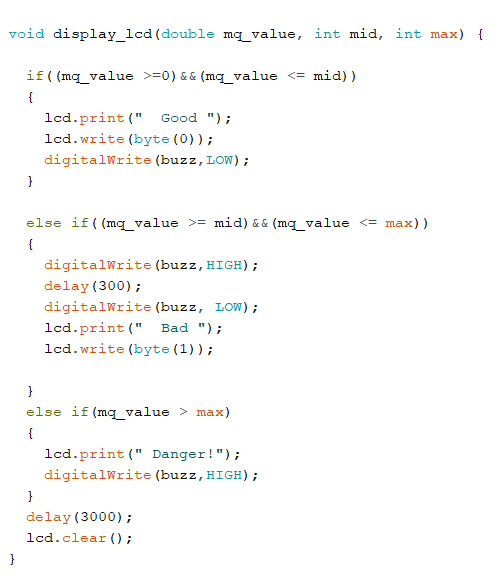 void display_lcd(double mq_value, int mid, int max) {
if((mq_value >=0)&&(mq_value <= mid))
{
lcd.print("  Good ");
lcd.write(byte(0));
digitalWrite(buzz,LOW);
}
else if((mq_value >= mid)&&(mq_value <= max))
{
digitalWrite(buzz,HIGH);
delay(300);
digitalWrite(buzz, LOW);
lcd.print("  Bad ");
lcd.write(byte(1));
}
else if(mq_value > max)
{
lcd.print(" Danger!");
digitalWrite(buzz,HIGH);
}
delay(3000);
lcd.clear();
}